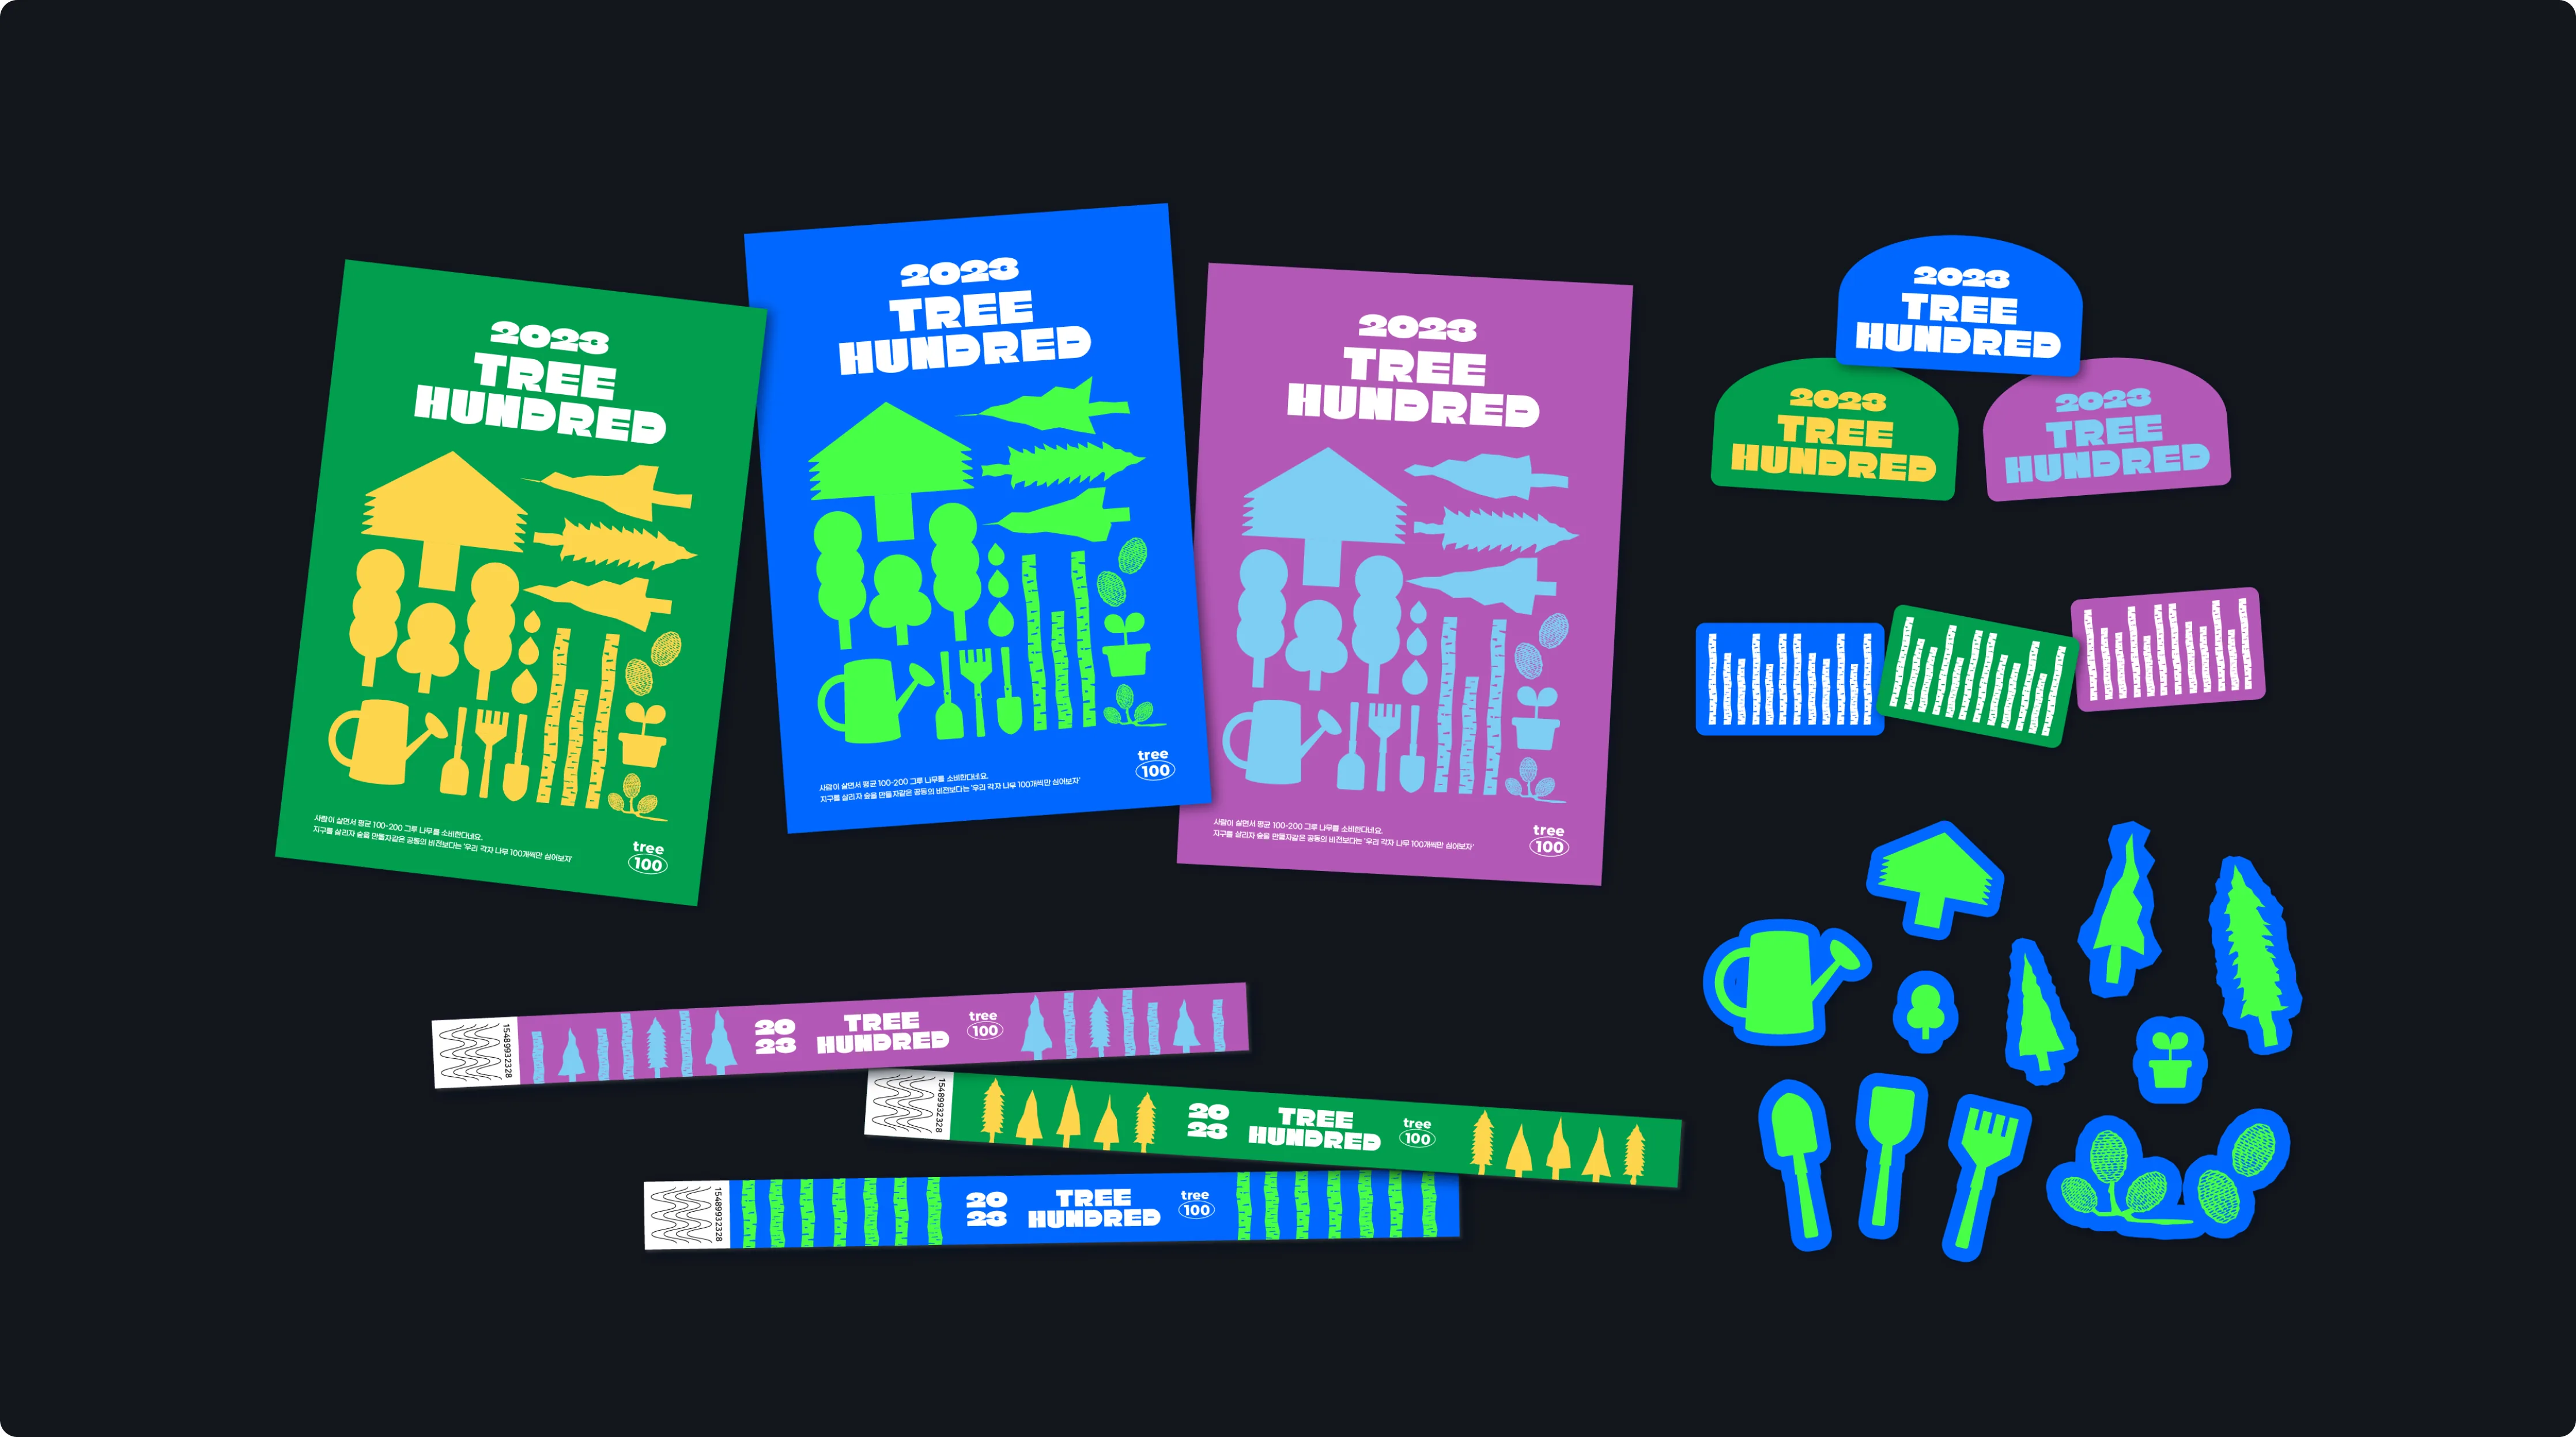 2023
TREE
HUNDRED
사람이 살면서 평균 100-200 그루 나무를 소비한다네요.
지구를 살리자 숲을 만들자같은 공동의 비전보다는 '우리 각자 나무 100개씩만 심어보자'
tree
100
2023
TREE
HUNDRED
사람이 살면서 평균 100-200 그루 나무를 소비한다네요.
지구를 살리자 숲을 만들자같은 공동의 비전보다는 '우리 각자 나무 100개씩만 심어보자'
tree
100
2023
TREE
HUNDRED
사람이 살면서 평균 100-200 그루 나무를 소비한다네요.
지구를 살리자 숲을 만들자같은 공동의 비전보다는 '우리 각자 나무 100개씩만 심어보자'
tree
100
2023
TREE
HUNDRED
2023
TREE
HUNDRED
2023
TREE
HUNDRED
15489932328
20
23
TREE
HUNDRED
tree
100
15489932328
20
23
TREE
HUNDRED
tree
100
15489932328
20
23
TREE
HUNDRED
tree
100